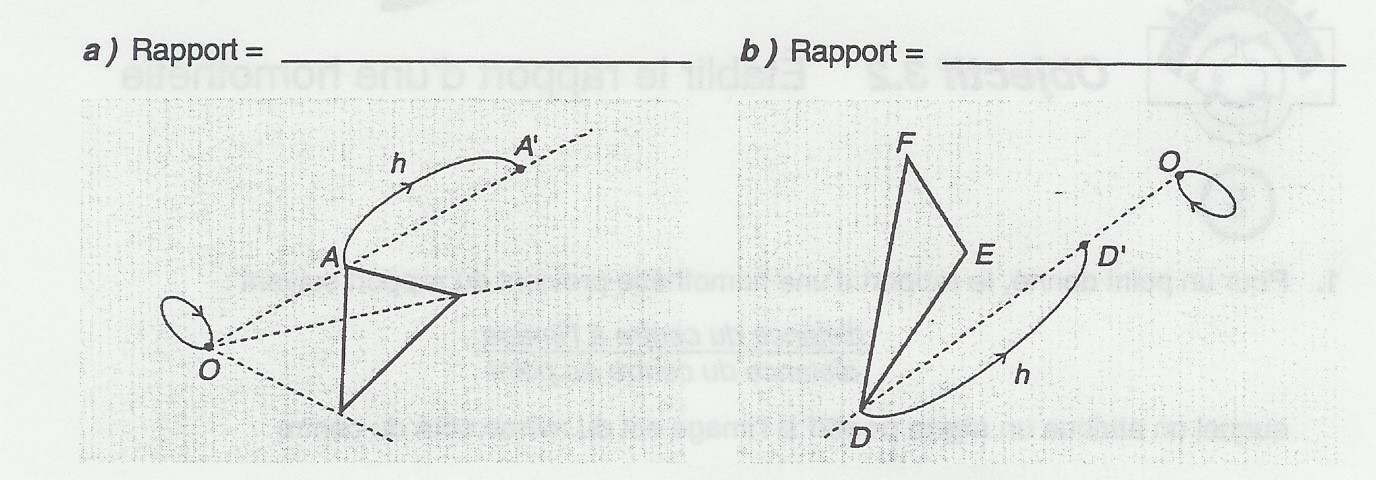 a) Rapport = 
b) Rapport = 
A'
h
A
O
F
E
D
O
D'
h